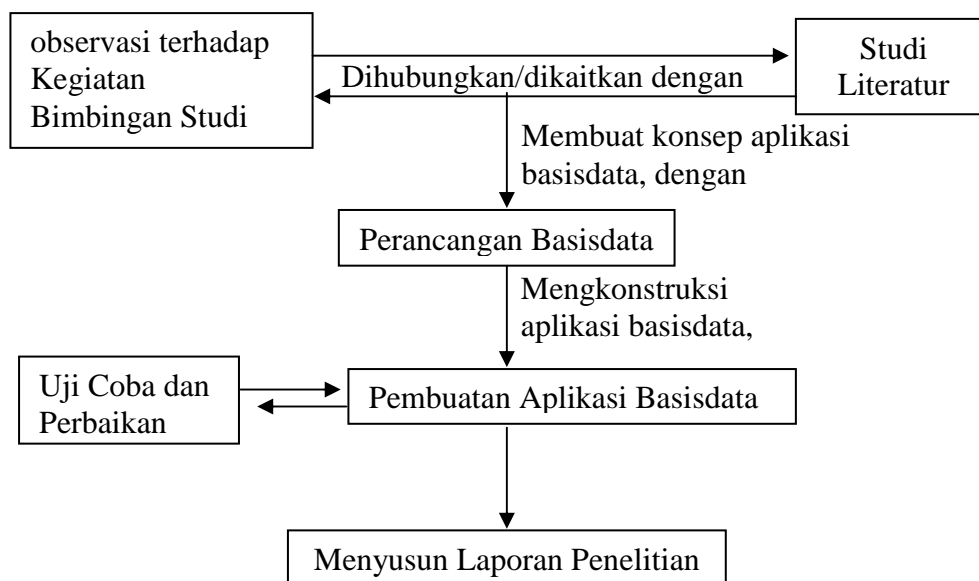 observasi terhadap
Kegiatan
Bimbingan Studi
Dihubungkan/dikaitkan dengan
Studi
Literatur
Membuat konsep aplikasi
basisdata, dengan
Perancangan Basisdata
Mengkonstruksi
aplikasi basisdata,
Uji Coba dan
Perbaikan
Pembuatan Aplikasi Basisdata
Menyusun Laporan Penelitian